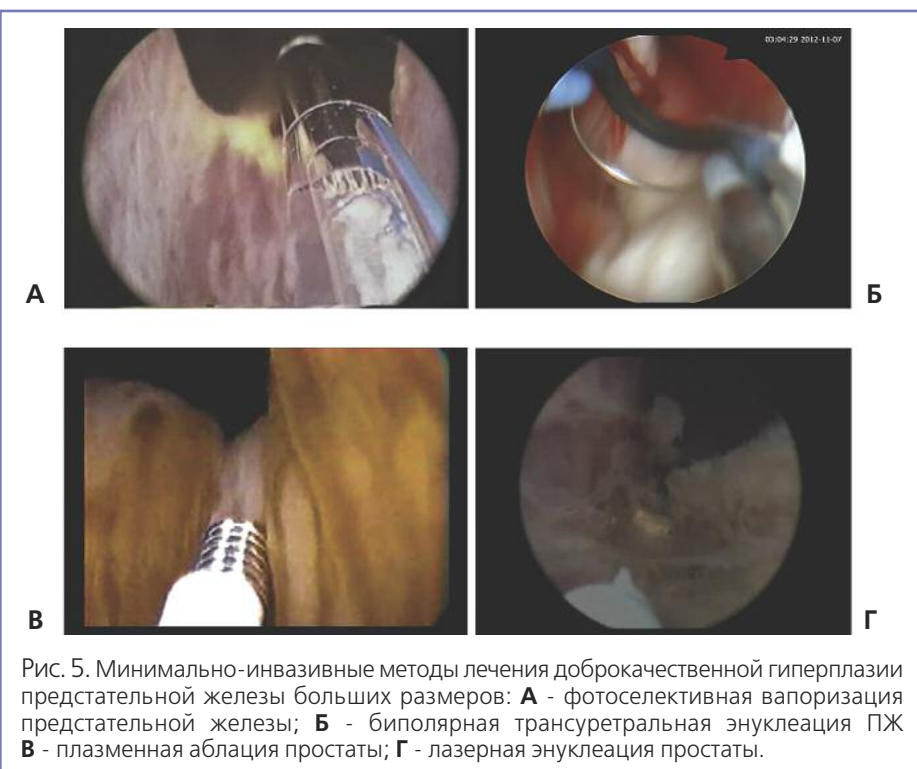 03:04:29 2012-11-07
А
Б
В
Г
Рис. 5. Минимально-инвазивные методы лечения доброкачественной гиперплазии
предстательной железы больших размеров: А - фотоселективная вапоризация
предстательной железы; Б - биполярная трансуретральная энуклеация ПЖ
В - плазменная аблация простаты; Г - лазерная энуклеация простаты.